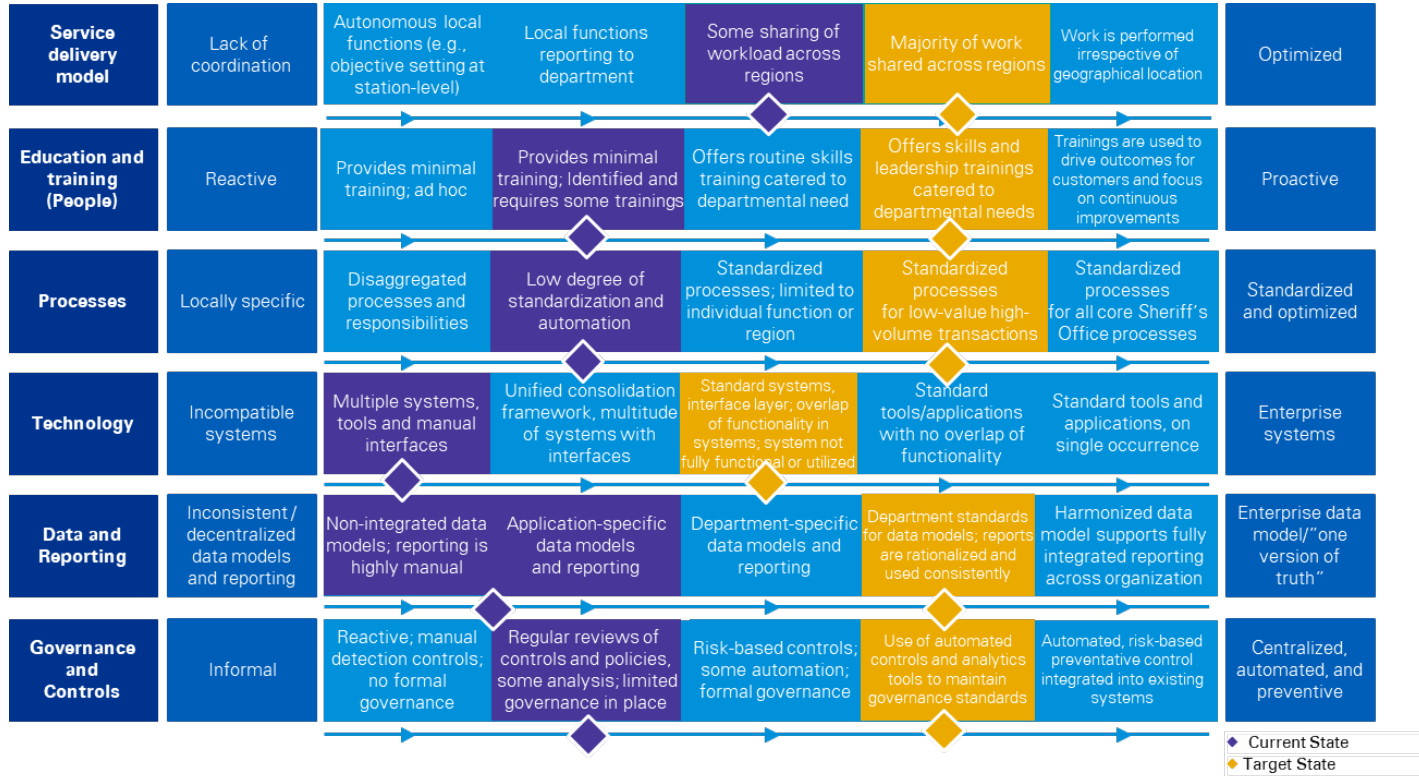 Service
delivery
model
Lack of
coordination
Autonomous local
functions (e.g.,
objective setting at
station-level)
Local functions
reporting to
department
Some sharing of
workload across
regions
Majority of work
shared across regions
Work is performed
irrespective of
geographical location
Optimized
Education and
training
(People)
Reactive
Provides minimal
training; ad hoc
Provides minimal
training; Identified and
requires some trainings
Offers routine skills
training catered to
departmental need
Offers skills and
leadership trainings
catered to
departmental needs
Trainings are used to
drive outcomes for
customers and focus
on continuous
improvements
Proactive
Processes
Locally specific
Disaggregated
processes and
responsibilities
Low degree of
standardization and
automation
Standardized
processes; limited to
individual function or
region
Standardized
processes
for low-value high-
volume transactions
Standardized
processes
for all core Sheriff's
Office processes
Standardized
and optimized
Technology
Incompatible
systems
Multiple systems,
tools and manual
interfaces
Unified consolidation
framework, multitude
of systems with
interfaces
Standard systems,
interface layer; overlap
of functionality in
systems; system not
fully functional or utilized
Standard
tools/applications
with no overlap of
functionality
Standard tools and
applications, on
single occurrence
Enterprise
systems
Data and
Reporting
Inconsistent/
decentralized
data models
and reporting
Non-integrated data
models; reporting is
highly manual
Application-specific
data models
and reporting
Department-specific
data models and
reporting
Department standards
for data models; reports
are rationalized and
used consistently
Harmonized data
model supports fully
integrated reporting
across organization
Enterprise data
model/"one
version of
truth"
Governance
and
Controls
Informal
Reactive; manual
detection controls;
no formal
governance
Regular reviews of
controls and policies,
some analysis; limited
governance in place
Risk-based controls;
some automation;
formal governance
Use of automated
controls and analytics
tools to maintain
governance standards
Automated, risk-based
preventative control
integrated into existing
systems
Centralized,
automated, and
preventive
Current State
Target State